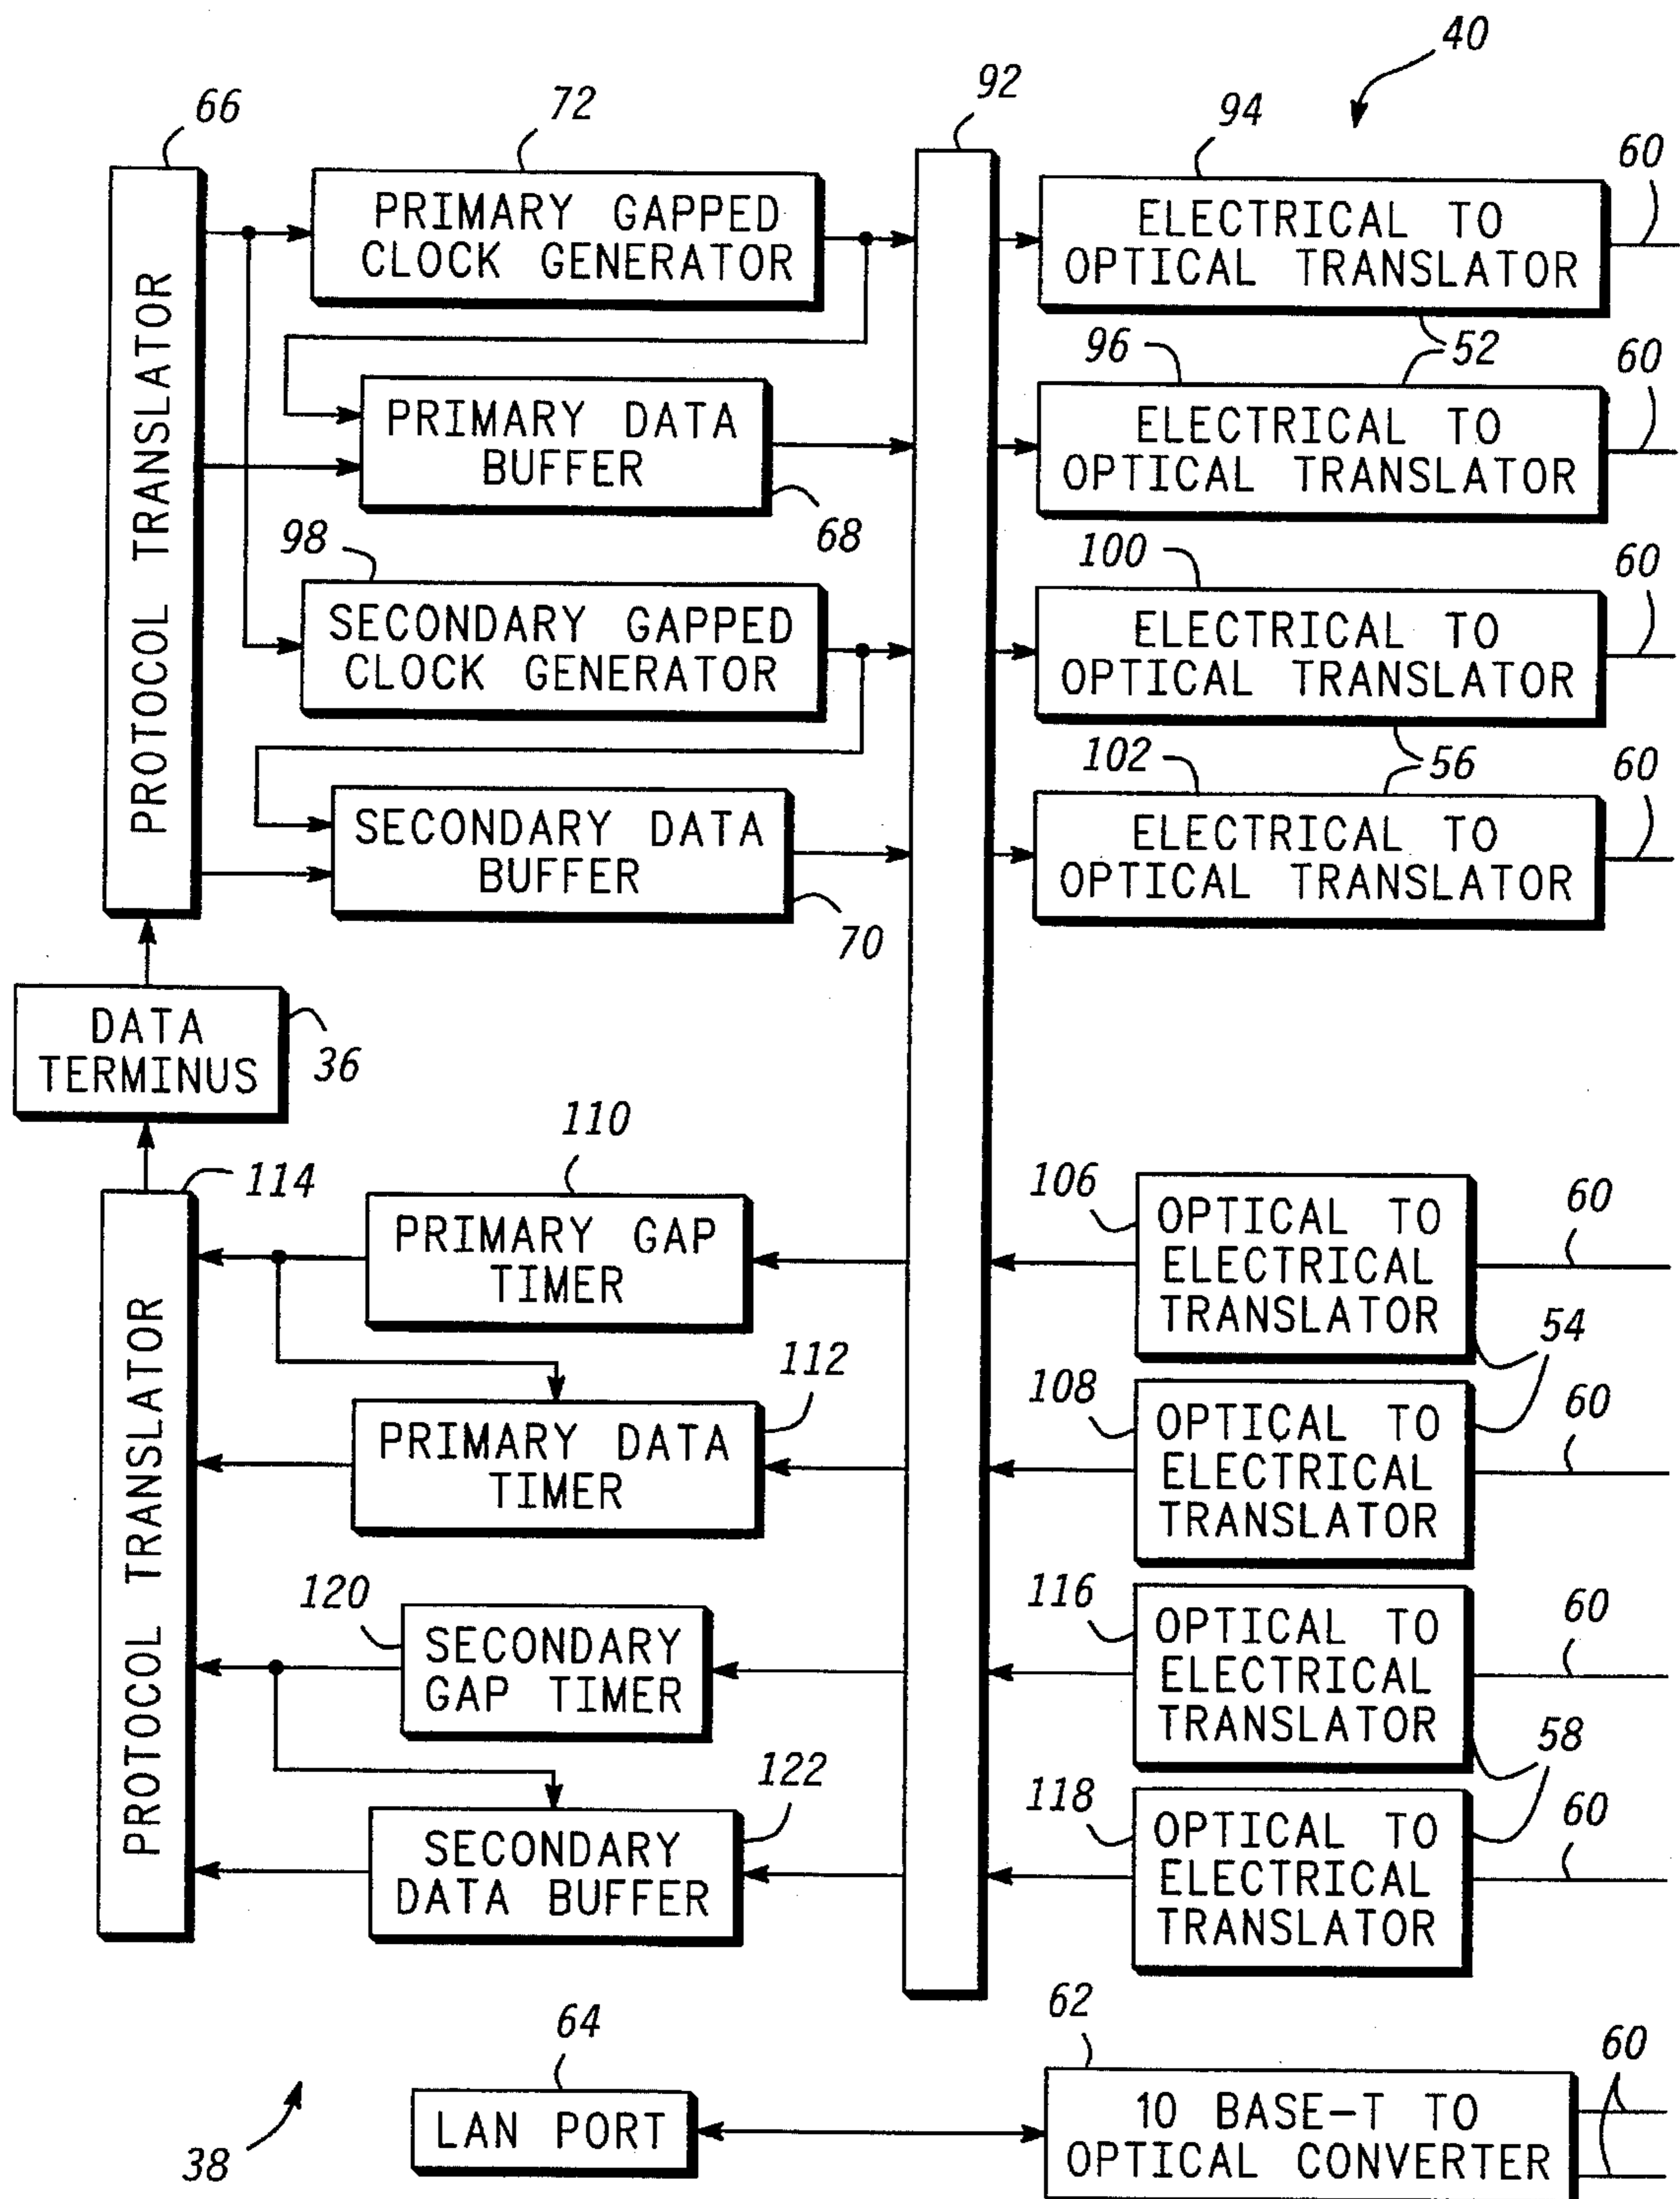 40
92
66
72
94
60
PRIMARY GAPPED
CLOCK GENERATOR
ELECTRICAL TO
OPTICAL TRANSLATOR
PROTOCOL TRANSLATOR
96
52
60
PRIMARY DATA
BUFFER
ELECTRICAL TO
OPTICAL TRANSLATOR
68
98
100
60
SECONDARY GAPPED
CLOCK GENERATOR
ELECTRICAL TO
OPTICAL TRANSLATOR
102
56
60
SECONDARY DATA
BUFFER
ELECTRICAL TO
OPTICAL TRANSLATOR
70
DATA
TERMINUS
36
110
114
106
60
PRIMARY GAP
TIMER
OPTICAL TO
ELECTRICAL
TRANSLATOR
54
PROTOCOL TRANSLATOR
112
108
60
PRIMARY DATA
TIMER
OPTICAL TO
ELECTRICAL
TRANSLATOR
120
116
60
SECONDARY
GAP TIMER
OPTICAL TO
ELECTRICAL
TRANSLATOR
58
122
118
60
SECONDARY
DATA BUFFER
OPTICAL TO
ELECTRICAL
TRANSLATOR
64
62
60
LAN PORT
10 BASE-T TO
OPTICAL CONVERTER
38
60